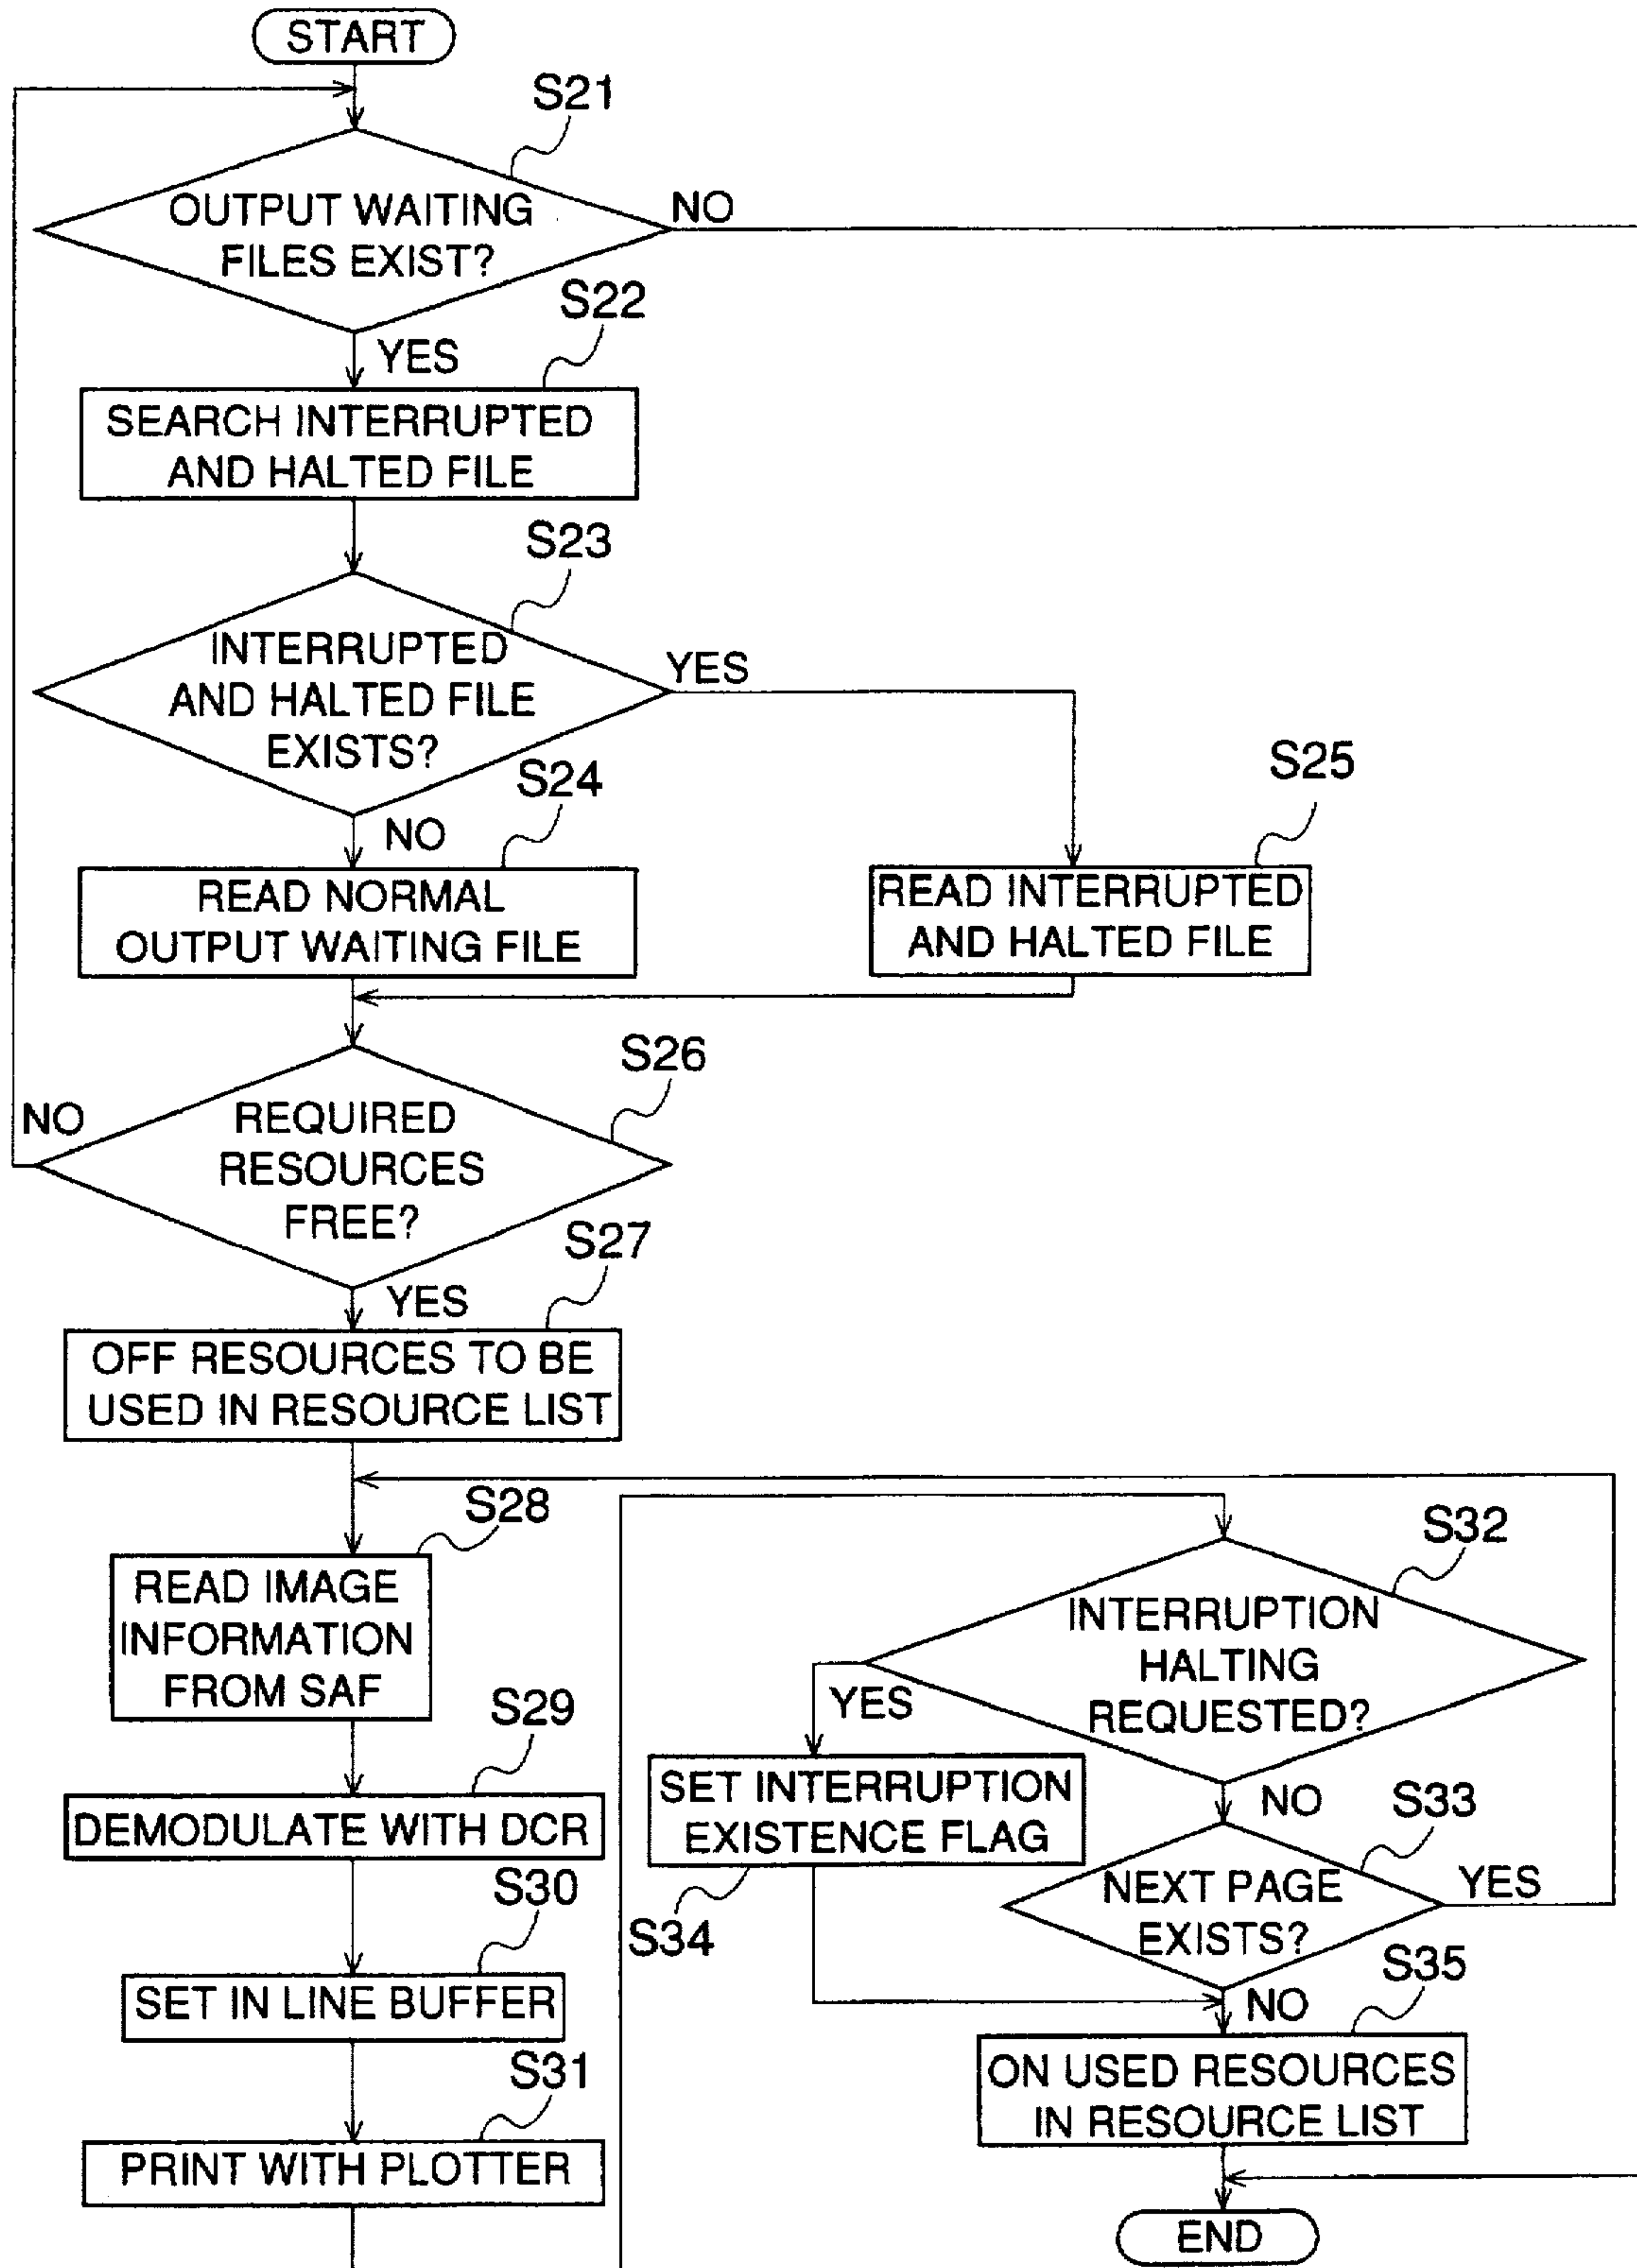 START
S21
OUTPUT WAITING
FILES EXIST?
NO
S22
YES
SEARCH INTERRUPTED
AND HALTED FILE
S23
INTERRUPTED
AND HALTED FILE
EXISTS?
YES
S24
S25
NO
READ NORMAL
OUTPUT WAITING FILE
READ INTERRUPTED
AND HALTED FILE
S26
NO
REQUIRED
RESOURCES
FREE?
S27
YES
OFF RESOURCES TO BE
USED IN RESOURCE LIST
S28
READ IMAGE
INFORMATION
FROM SAF
S29
DEMODULATE WITH DCR
S30
SET IN LINE BUFFER
S31
PRINT WITH PLOTTER
S32
INTERRUPTION
HALTING
REQUESTED?
YES
SET INTERRUPTION
EXISTENCE FLAG
S34
NO
S33
NEXT PAGE
EXISTS?
YES
S35
NO
ON USED RESOURCES
IN RESOURCE LIST
END